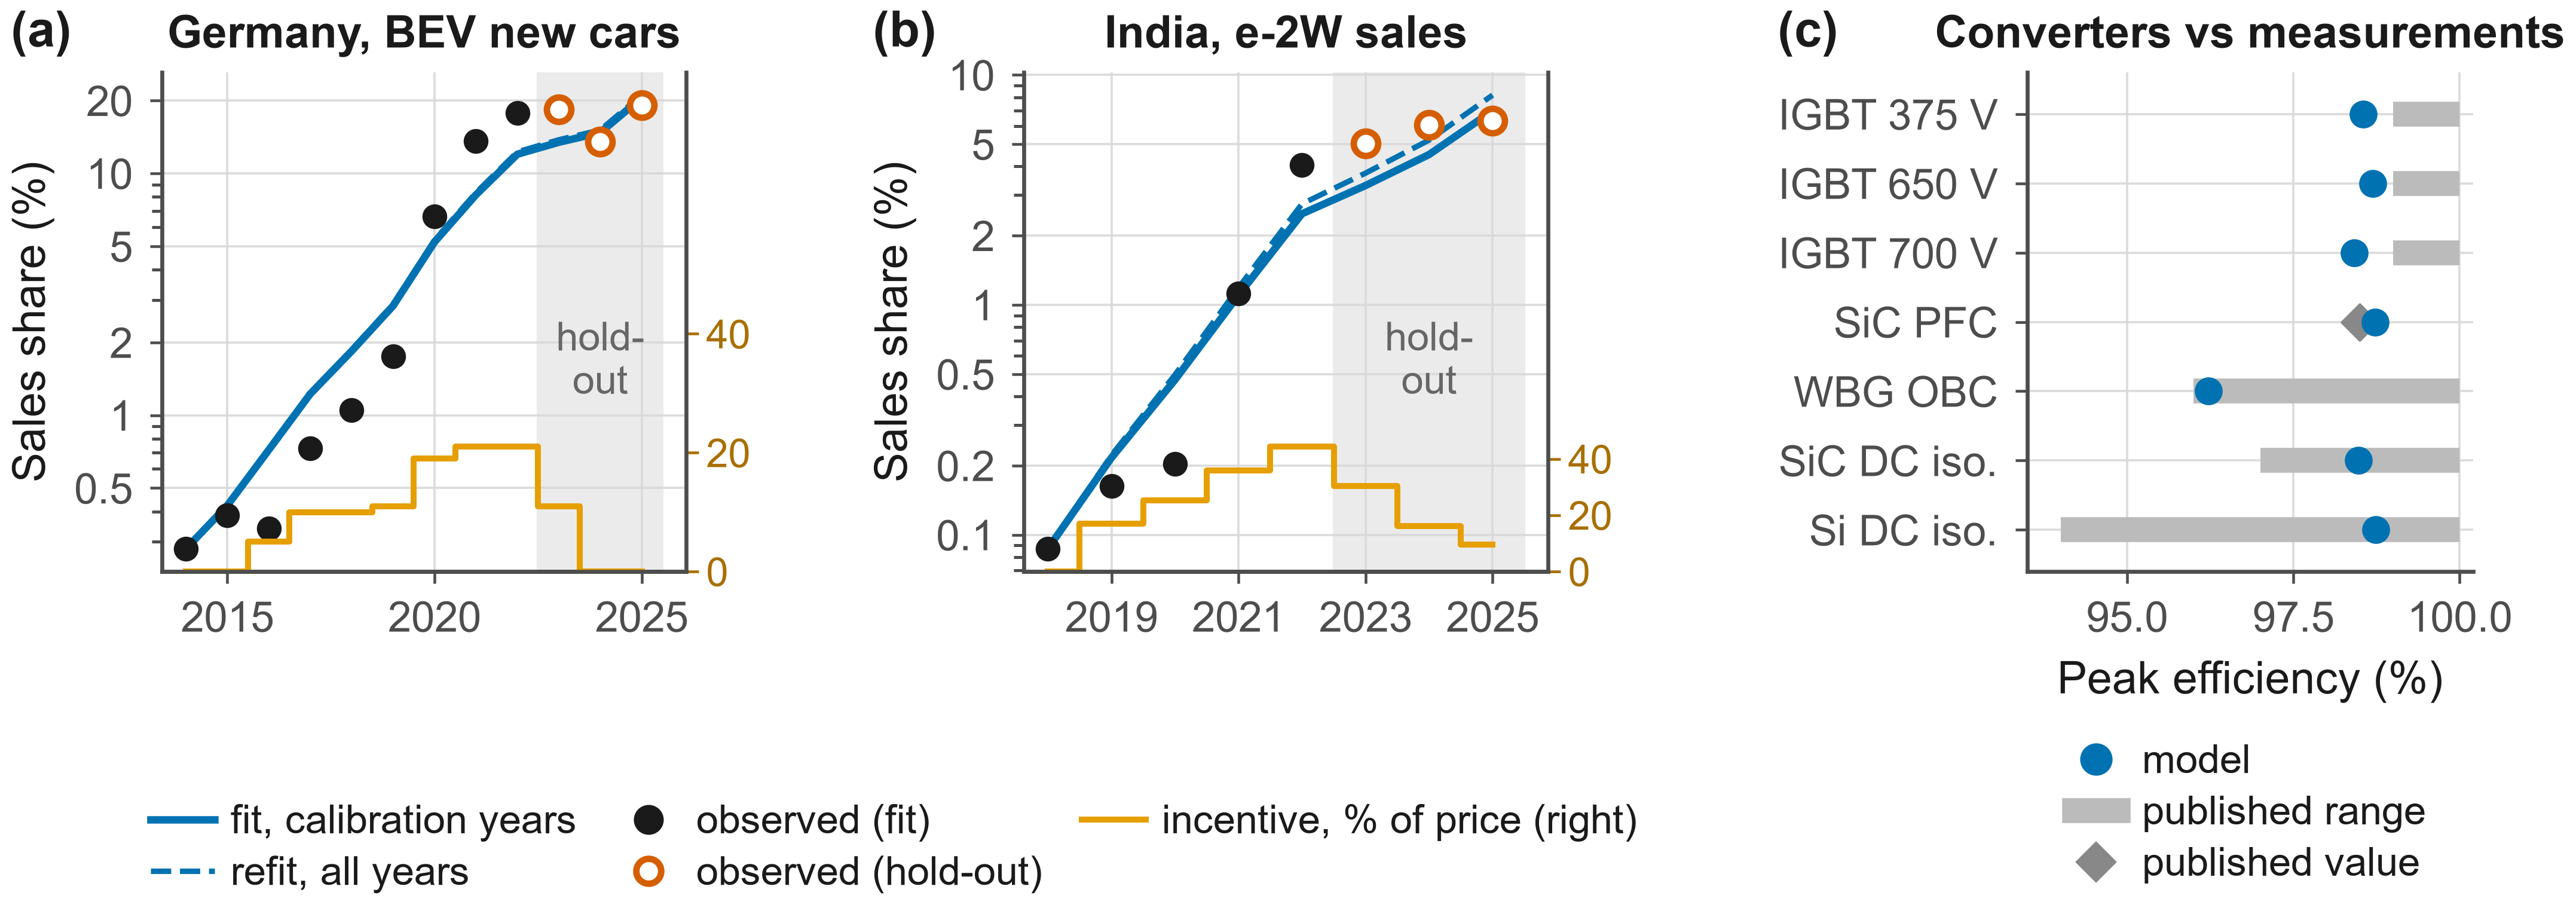 (a) Germany, BEV new cars
Sales share (%)
20
10
5
2
1
0.5
40
20
0
hold-
out
2015 2020 2025
(b) India, e-2W sales
Sales share (%)
10
5
2
1
0.5
0.2
0.1
40
20
0
hold-
out
2019 2021 2023 2025
(c) Converters vs measurements
IGBT 375 V
IGBT 650 V
IGBT 700 V
SiC PFC
WBG OBC
SiC DC iso.
Si DC iso.
95.0 97.5 100.0
Peak efficiency (%)
model
published range
published value
fit, calibration years
refit, all years
observed (fit)
observed (hold-out)
incentive, % of price (right)